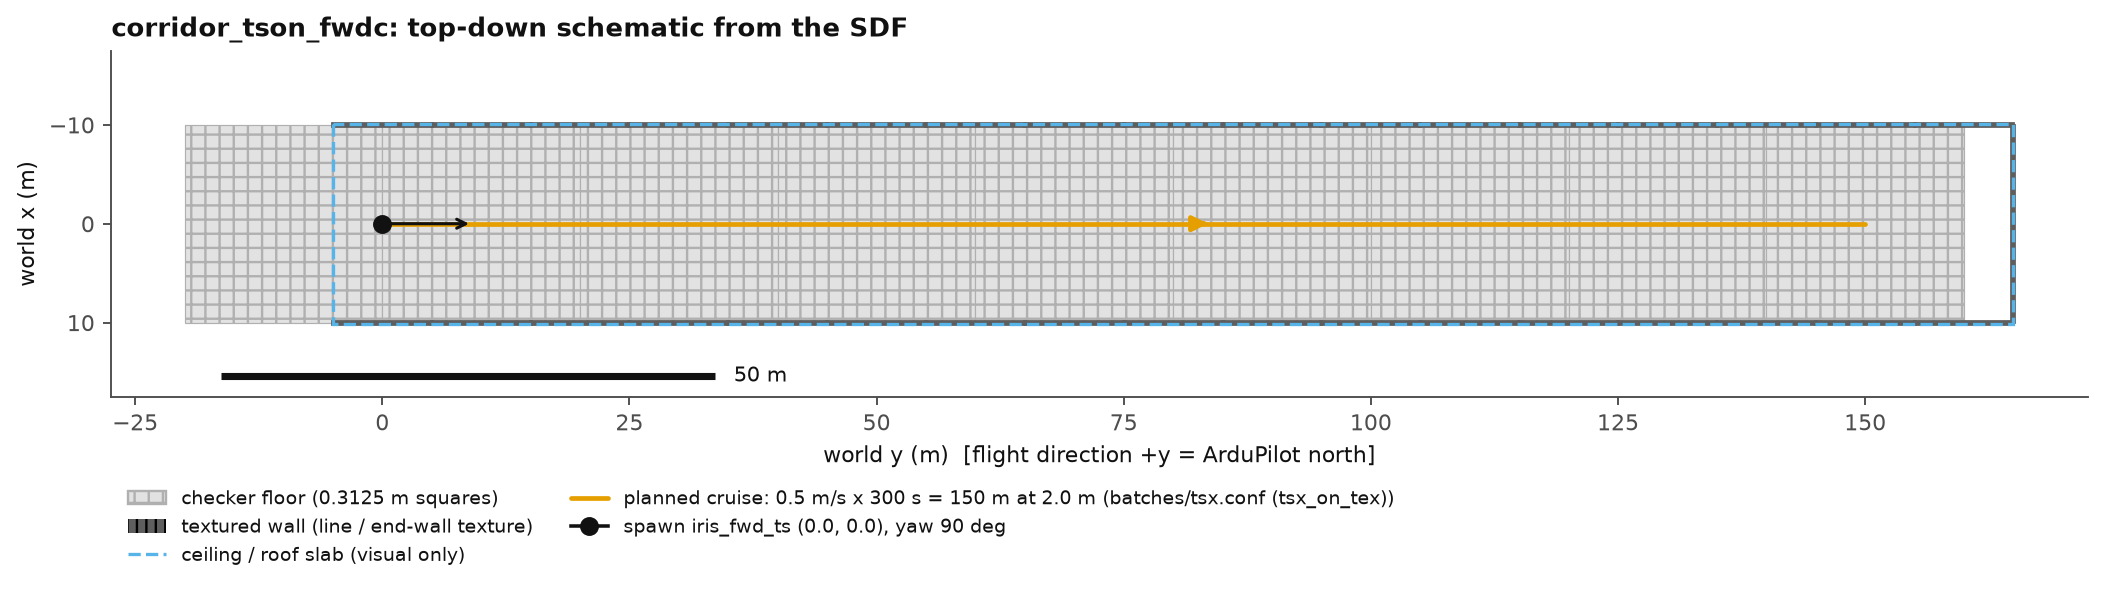 corridor_tson_fwdc: top-down schematic from the SDF
world x (m)
−10
0
10
50 m
−25 0 25 50 75 100 125 150
world y (m)  [flight direction +y = ArduPilot north]
checker floor (0.3125 m squares)
textured wall (line / end-wall texture)
ceiling / roof slab (visual only)
planned cruise: 0.5 m/s x 300 s = 150 m at 2.0 m (batches/tsx.conf (tsx_on_tex))
spawn iris_fwd_ts (0.0, 0.0), yaw 90 deg